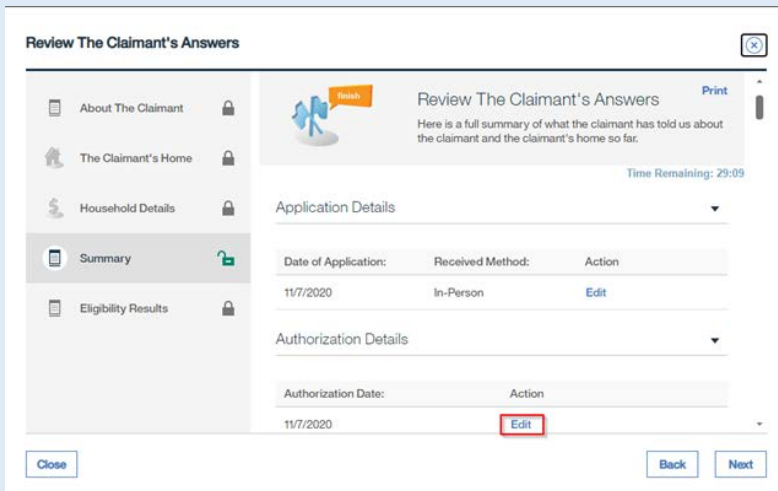 Review The Claimant's Answers
About The Claimant
The Claimant's Home
Household Details
Summary
Eligibility Results
finish
Review The Claimant's Answers
Print
Here is a full summary of what the claimant has told us about
the claimant and the claimant's home so far.
Time Remaining: 29:09
Application Details
Date of Application: Received Method: Action
11/7/2020 In-Person Edit
Authorization Details
Authorization Date: Action
11/7/2020 Edit
Close Back Next